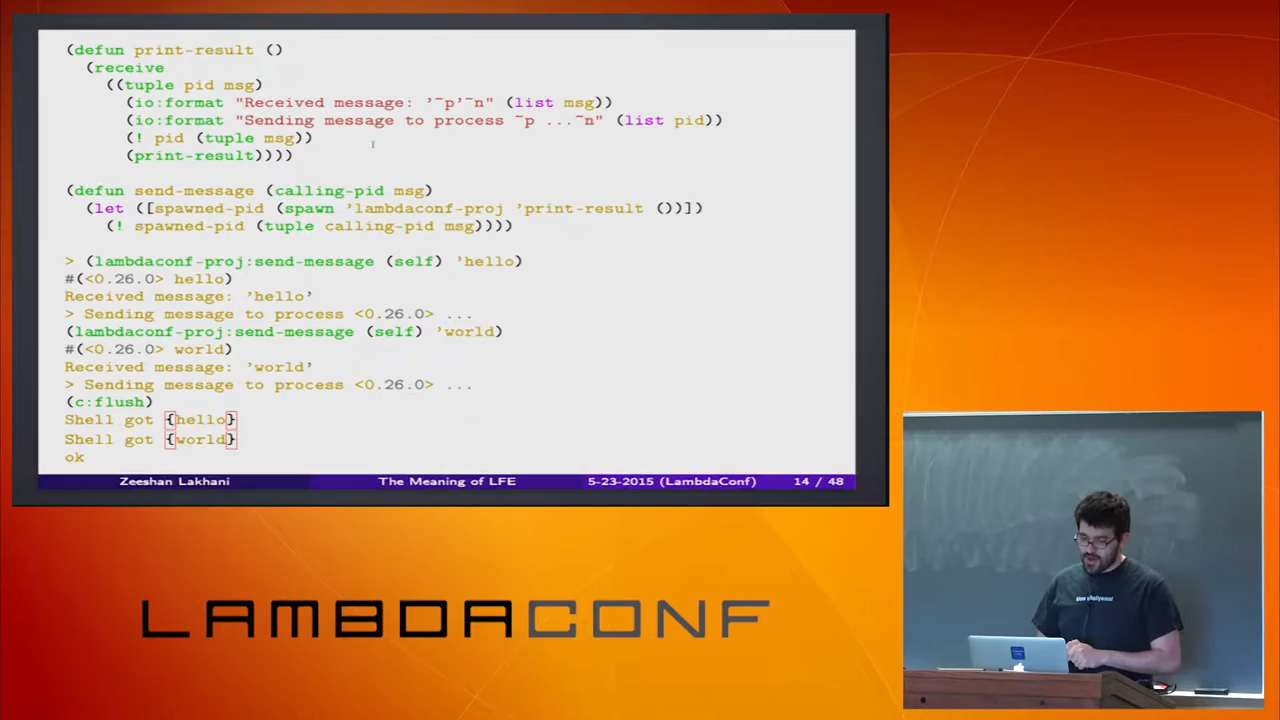 (defun print-result ()
(receive
((tuple pid msg)
(io:format "Received message: '~p'~n" (list msg))
(io:format "Sending message to process ~p ...~n" (list pid))
(! pid (tuple msg))
(print-result))))
(defun send-message (calling-pid msg)
(let ([spawned-pid (spawn 'lambdaconf-proj 'print-result ())])
(! spawned-pid (tuple calling-pid msg))))
> (lambdaconf-proj:send-message (self) 'hello)
#(<0.26.0> hello)
Received message: 'hello'
> Sending message to process <0.26.0> ...
(lambdaconf-proj:send-message (self) 'world)
#(<0.26.0> world)
Received message: 'world'
> Sending message to process <0.26.0> ...
(c:flush)
Shell got {hello}
Shell got {world}
ok
Zeeshan Lakhani The Meaning of LFE 5-23-2015 (LambdaConf) 14 / 48
LAMBDACONF